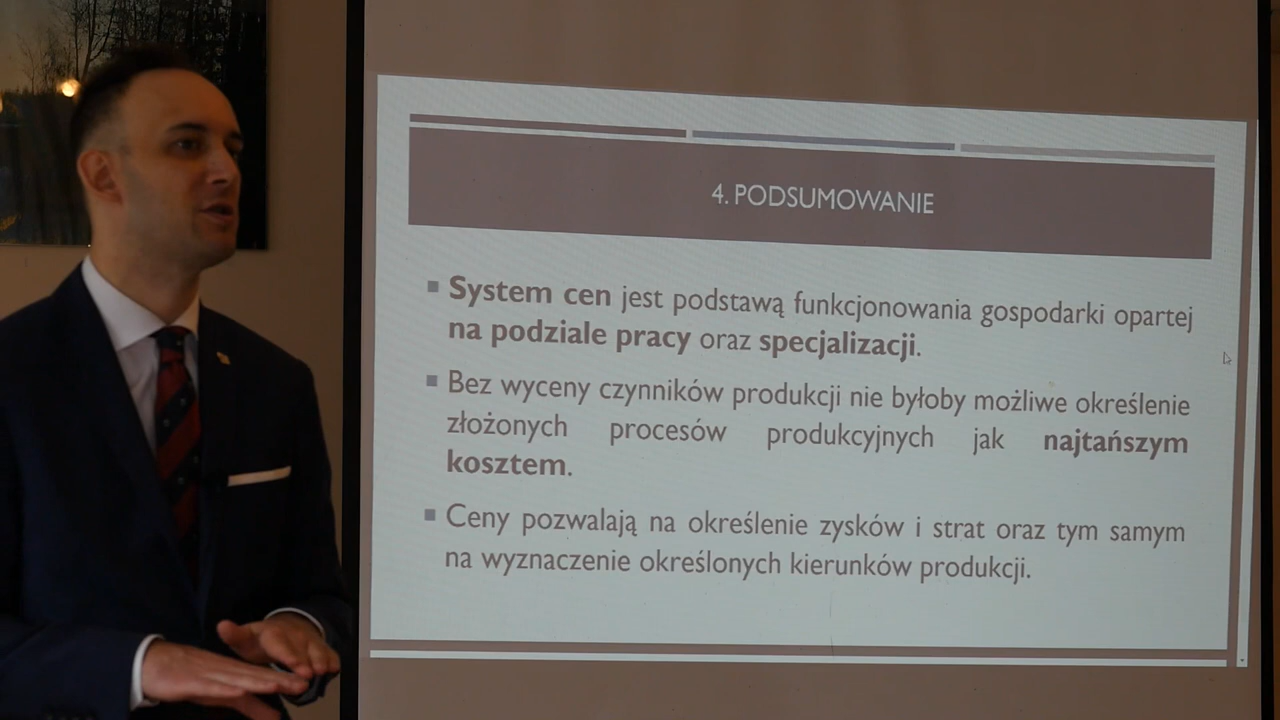 4. PODSUMOWANIE
System cen jest podstawą funkcjonowania gospodarki opartej
na podziale pracy oraz specjalizacji.
Bez wyceny czynników produkcji nie byłoby możliwe określenie
złożonych procesów produkcyjnych jak najtańszym
kosztem.
Ceny pozwalają na określenie zysków i strat oraz tym samym
na wyznaczenie określonych kierunków produkcji.